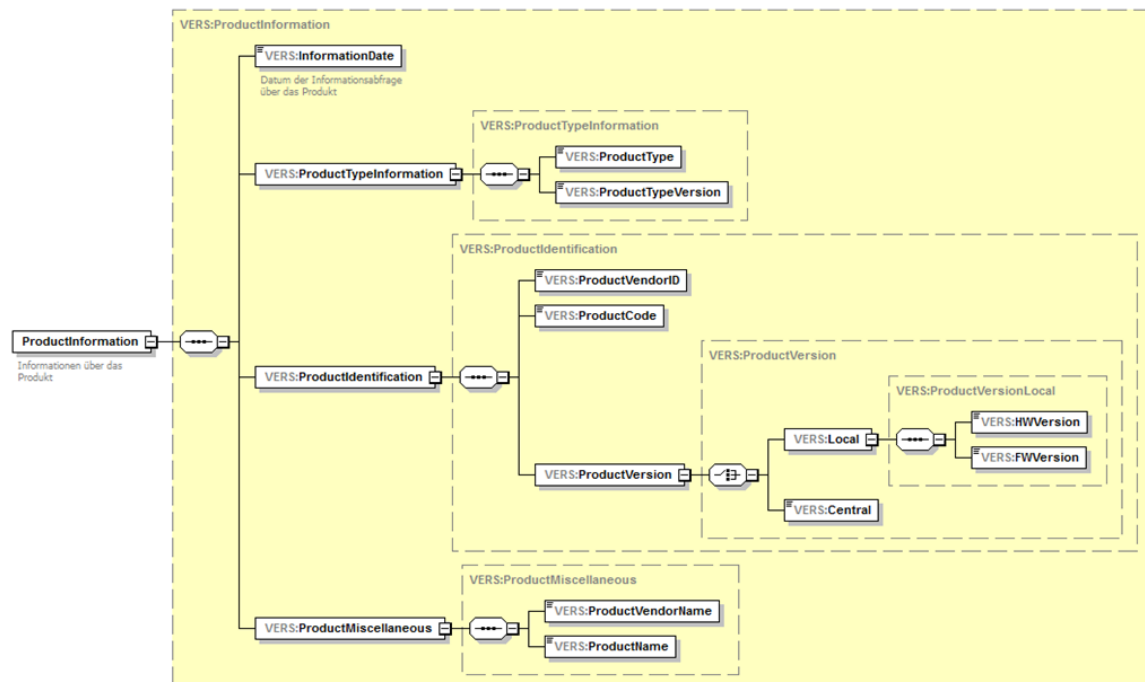 VERS:ProductInformation
VERS:InformationDate
Datum der Informationsabfrage
über das Produkt
VERS:ProductTypeInformation
VERS:ProductTypeInformation
VERS:ProductType
VERS:ProductTypeVersion
VERS:ProductIdentification
VERS:ProductVendorID
VERS:ProductCode
ProductInformation
Informationen über das
Produkt
VERS:ProductIdentification
VERS:ProductVersion
VERS:ProductVersionLocal
VERS:Local
VERS:HWVersion
VERS:FWVersion
VERS:ProductVersion
VERS:Central
VERS:ProductMiscellaneous
VERS:ProductMiscellaneous
VERS:ProductVendorName
VERS:ProductName